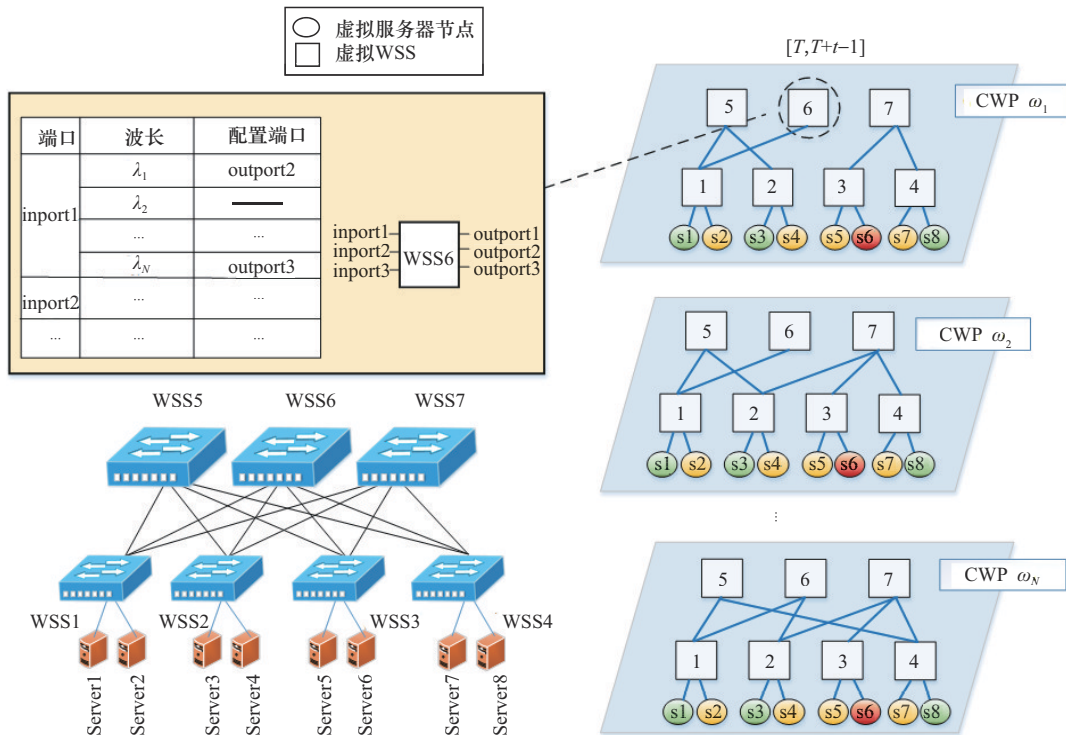 虚拟服务器节点
虚拟WSS
端口 波长 配置端口
inport1
λ₁ outport2
λ₂ ——
... ...
λN outport3
inport2 ... ...
... ... ...
inport1
inport2
inport3
WSS6
outport1
outport2
outport3
WSS5 WSS6 WSS7
WSS1 WSS2 WSS3 WSS4
Server1
Server2
Server3
Server4
Server5
Server6
Server7
Server8
[T,T+t−1]
CWP ω₁
5 6 7
1 2 3 4
s1 s2 s3 s4 s5 s6 s7 s8
CWP ω₂
5 6 7
1 2 3 4
s1 s2 s3 s4 s5 s6 s7 s8
⋮
CWP ωN
5 6 7
1 2 3 4
s1 s2 s3 s4 s5 s6 s7 s8